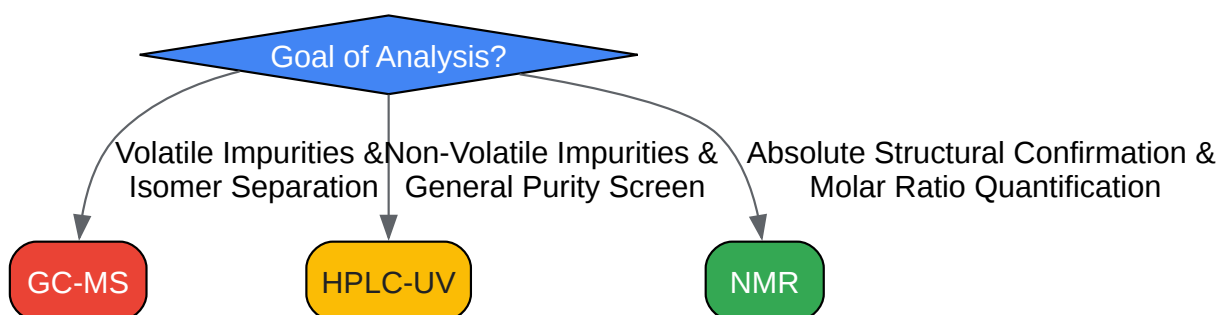 Goal of Analysis?
Volatile Impurities &
Isomer Separation
Non-Volatile Impurities &
General Purity Screen
Absolute Structural Confirmation &
Molar Ratio Quantification
GC-MS
HPLC-UV
NMR